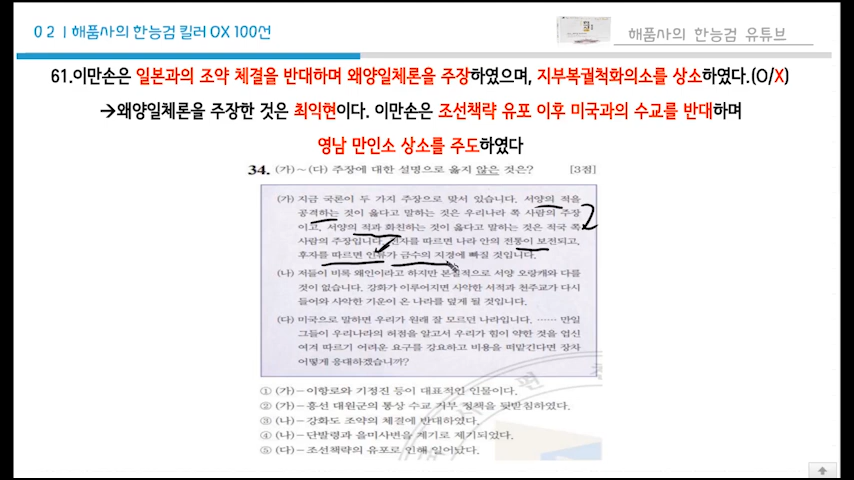 02 | 해품사의 한능검 킬러 OX 100선
해품사의 한능검 유튜브
61.이만손은 일본과의 조약 체결을 반대하며 왜양일체론을 주장하였으며, 지부복궐척화의소를 상소하였다.(O/X)
→왜양일체론을 주장한 것은 최익현이다. 이만손은 조선책략 유포 이후 미국과의 수교를 반대하며
영남 만인소 상소를 주도하였다
34. (가)～(다) 주장에 대한 설명으로 옳지 않은 것은? [3점]
(가) 지금 국론이 두 가지 주장으로 맞서 있습니다. 서양의 적을
공격하는 것이 옳다고 말하는 것은 우리나라 쪽 사람의 주장
이고, 서양의 적과 화친하는 것이 옳다고 말하는 것은 적국 쪽
사람의 주장입니다. 전자를 따르면 나라 안의 전통이 보전되고,
후자를 따르면 인류가 금수의 지경에 빠질 것입니다.
(나) 저들이 비록 왜인이라고 하지만 본질적으로 서양 오랑캐와 다를
것이 없습니다. 강화가 이루어지면 사악한 서적과 천주교가 다시
들어와 사악한 기운이 온 나라를 덮게 될 것입니다.
(다) 미국으로 말하면 우리가 원래 잘 모르던 나라입니다. …… 만일
그들이 우리나라의 허점을 알고서 우리가 힘이 약한 것을 업신
여겨 따르기 어려운 요구를 강요하고 비용을 떠맡긴다면 장차
어떻게 응대하겠습니까?
① (가) – 이항로와 기정진 등이 대표적인 인물이다.
② (가) – 흥선 대원군의 통상 수교 거부 정책을 뒷받침하였다.
③ (나) – 강화도 조약의 체결에 반대하였다.
④ (나) – 단발령과 을미사변을 계기로 제기되었다.
⑤ (다) – 조선책략의 유포로 인해 일어났다.